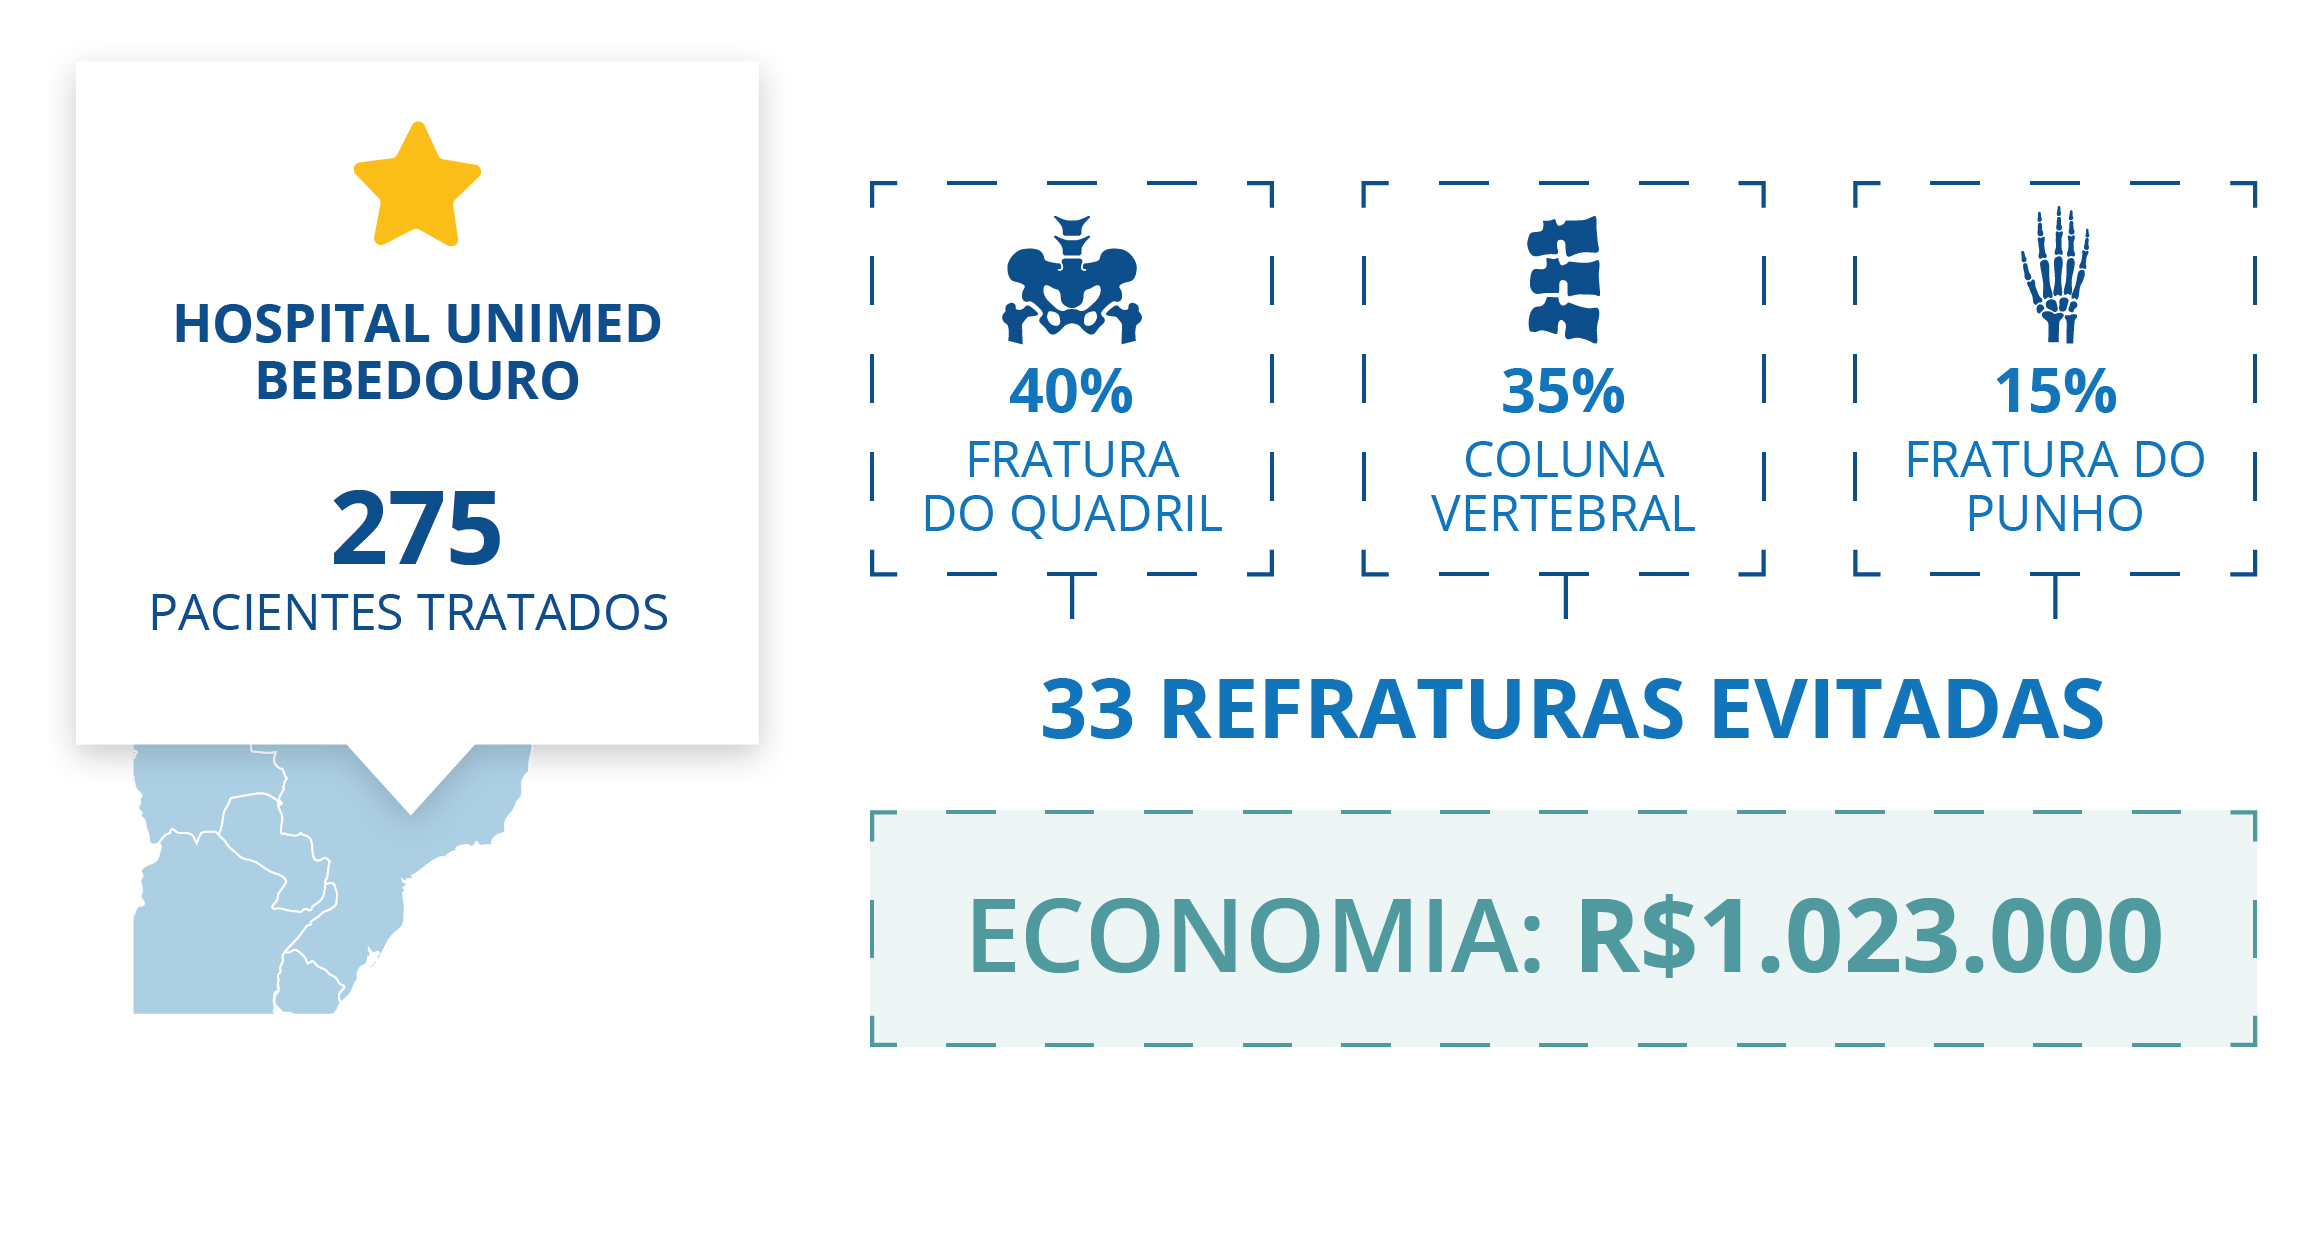 HOSPITAL UNIMED
BEBEDOURO
275
PACIENTES TRATADOS
40%
FRATURA
DO QUADRIL
35%
COLUNA
VERTEBRAL
15%
FRATURA DO
PUNHO
33 REFRATURAS EVITADAS
ECONOMIA: R$1.023.000